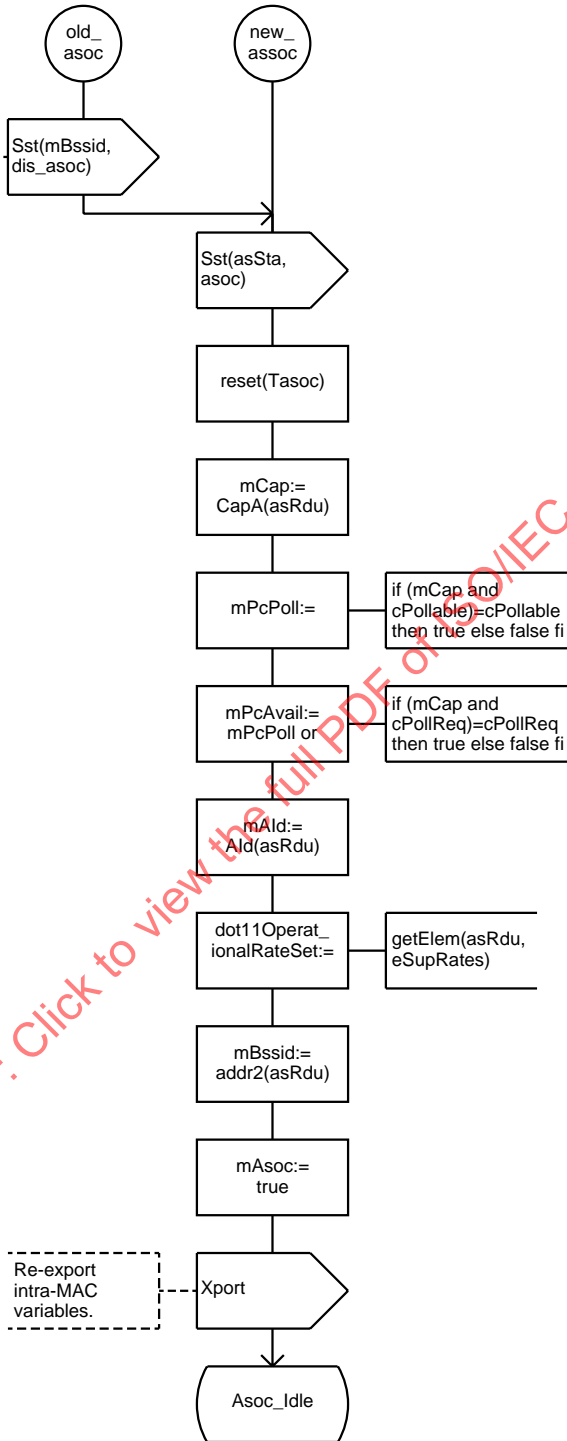 old_
asoc
new_
assoc
Sst(mBssid,
dis_asoc)
Sst(asSta,
asoc)
reset(Tasoc)
mCap:=
CapA(asRdu)
mPcPoll:=
if (mCap and
cPollable)=cPollable
then true else false fi
mPcAvail:=
mPcPoll or
if (mCap and
cPollReq)=cPollReq
then true else false fi
mAId:=
AId(asRdu)
dot11Operat_
ionalRateSet:=
getElem(asRdu,
eSupRates)
mBssid:=
addr2(asRdu)
mAsoc:=
true
Re-export
intra-MAC
variables.
Xport
Asoc_Idle
: Click to view the full PDF of ISO/IEC